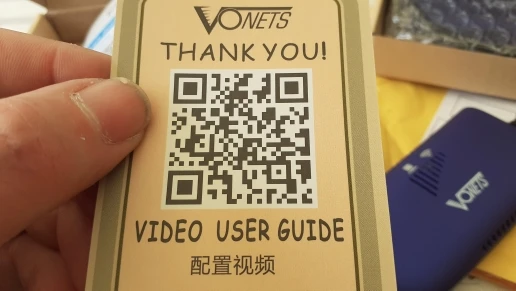 VONETS
THANK YOU!
VIDEO USER GUIDE
配置视频
VONETS